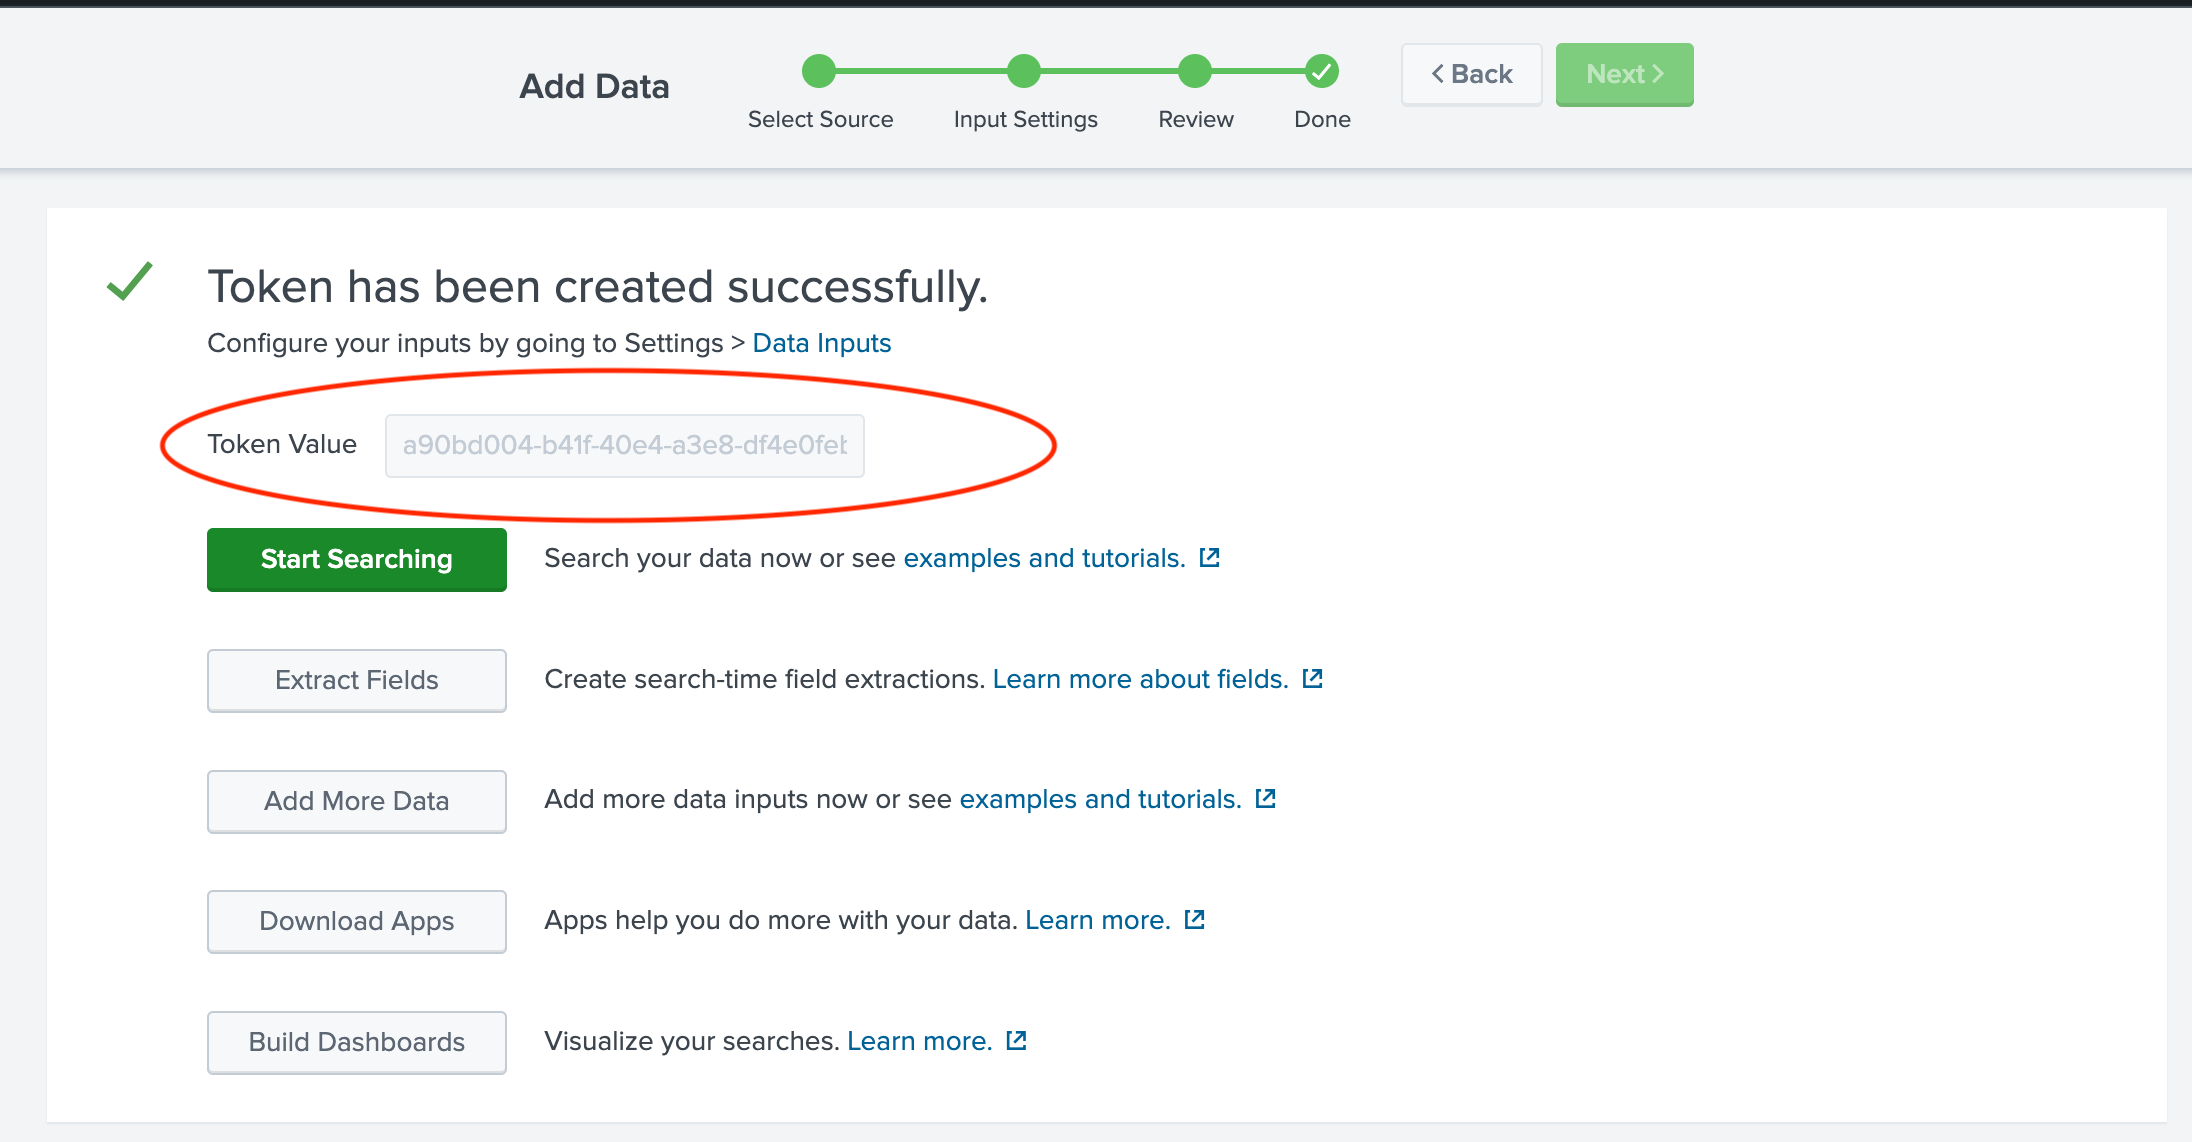 Add Data
Select Source
Input Settings
Review
Done
Back
Next
Token has been created successfully.
Configure your inputs by going to Settings > Data Inputs
Token Value a90bd004-b41f-40e4-a3e8-df4e0feb
Start Searching Search your data now or see examples and tutorials.
Extract Fields Create search-time field extractions. Learn more about fields.
Add More Data Add more data inputs now or see examples and tutorials.
Download Apps Apps help you do more with your data. Learn more.
Build Dashboards Visualize your searches. Learn more.